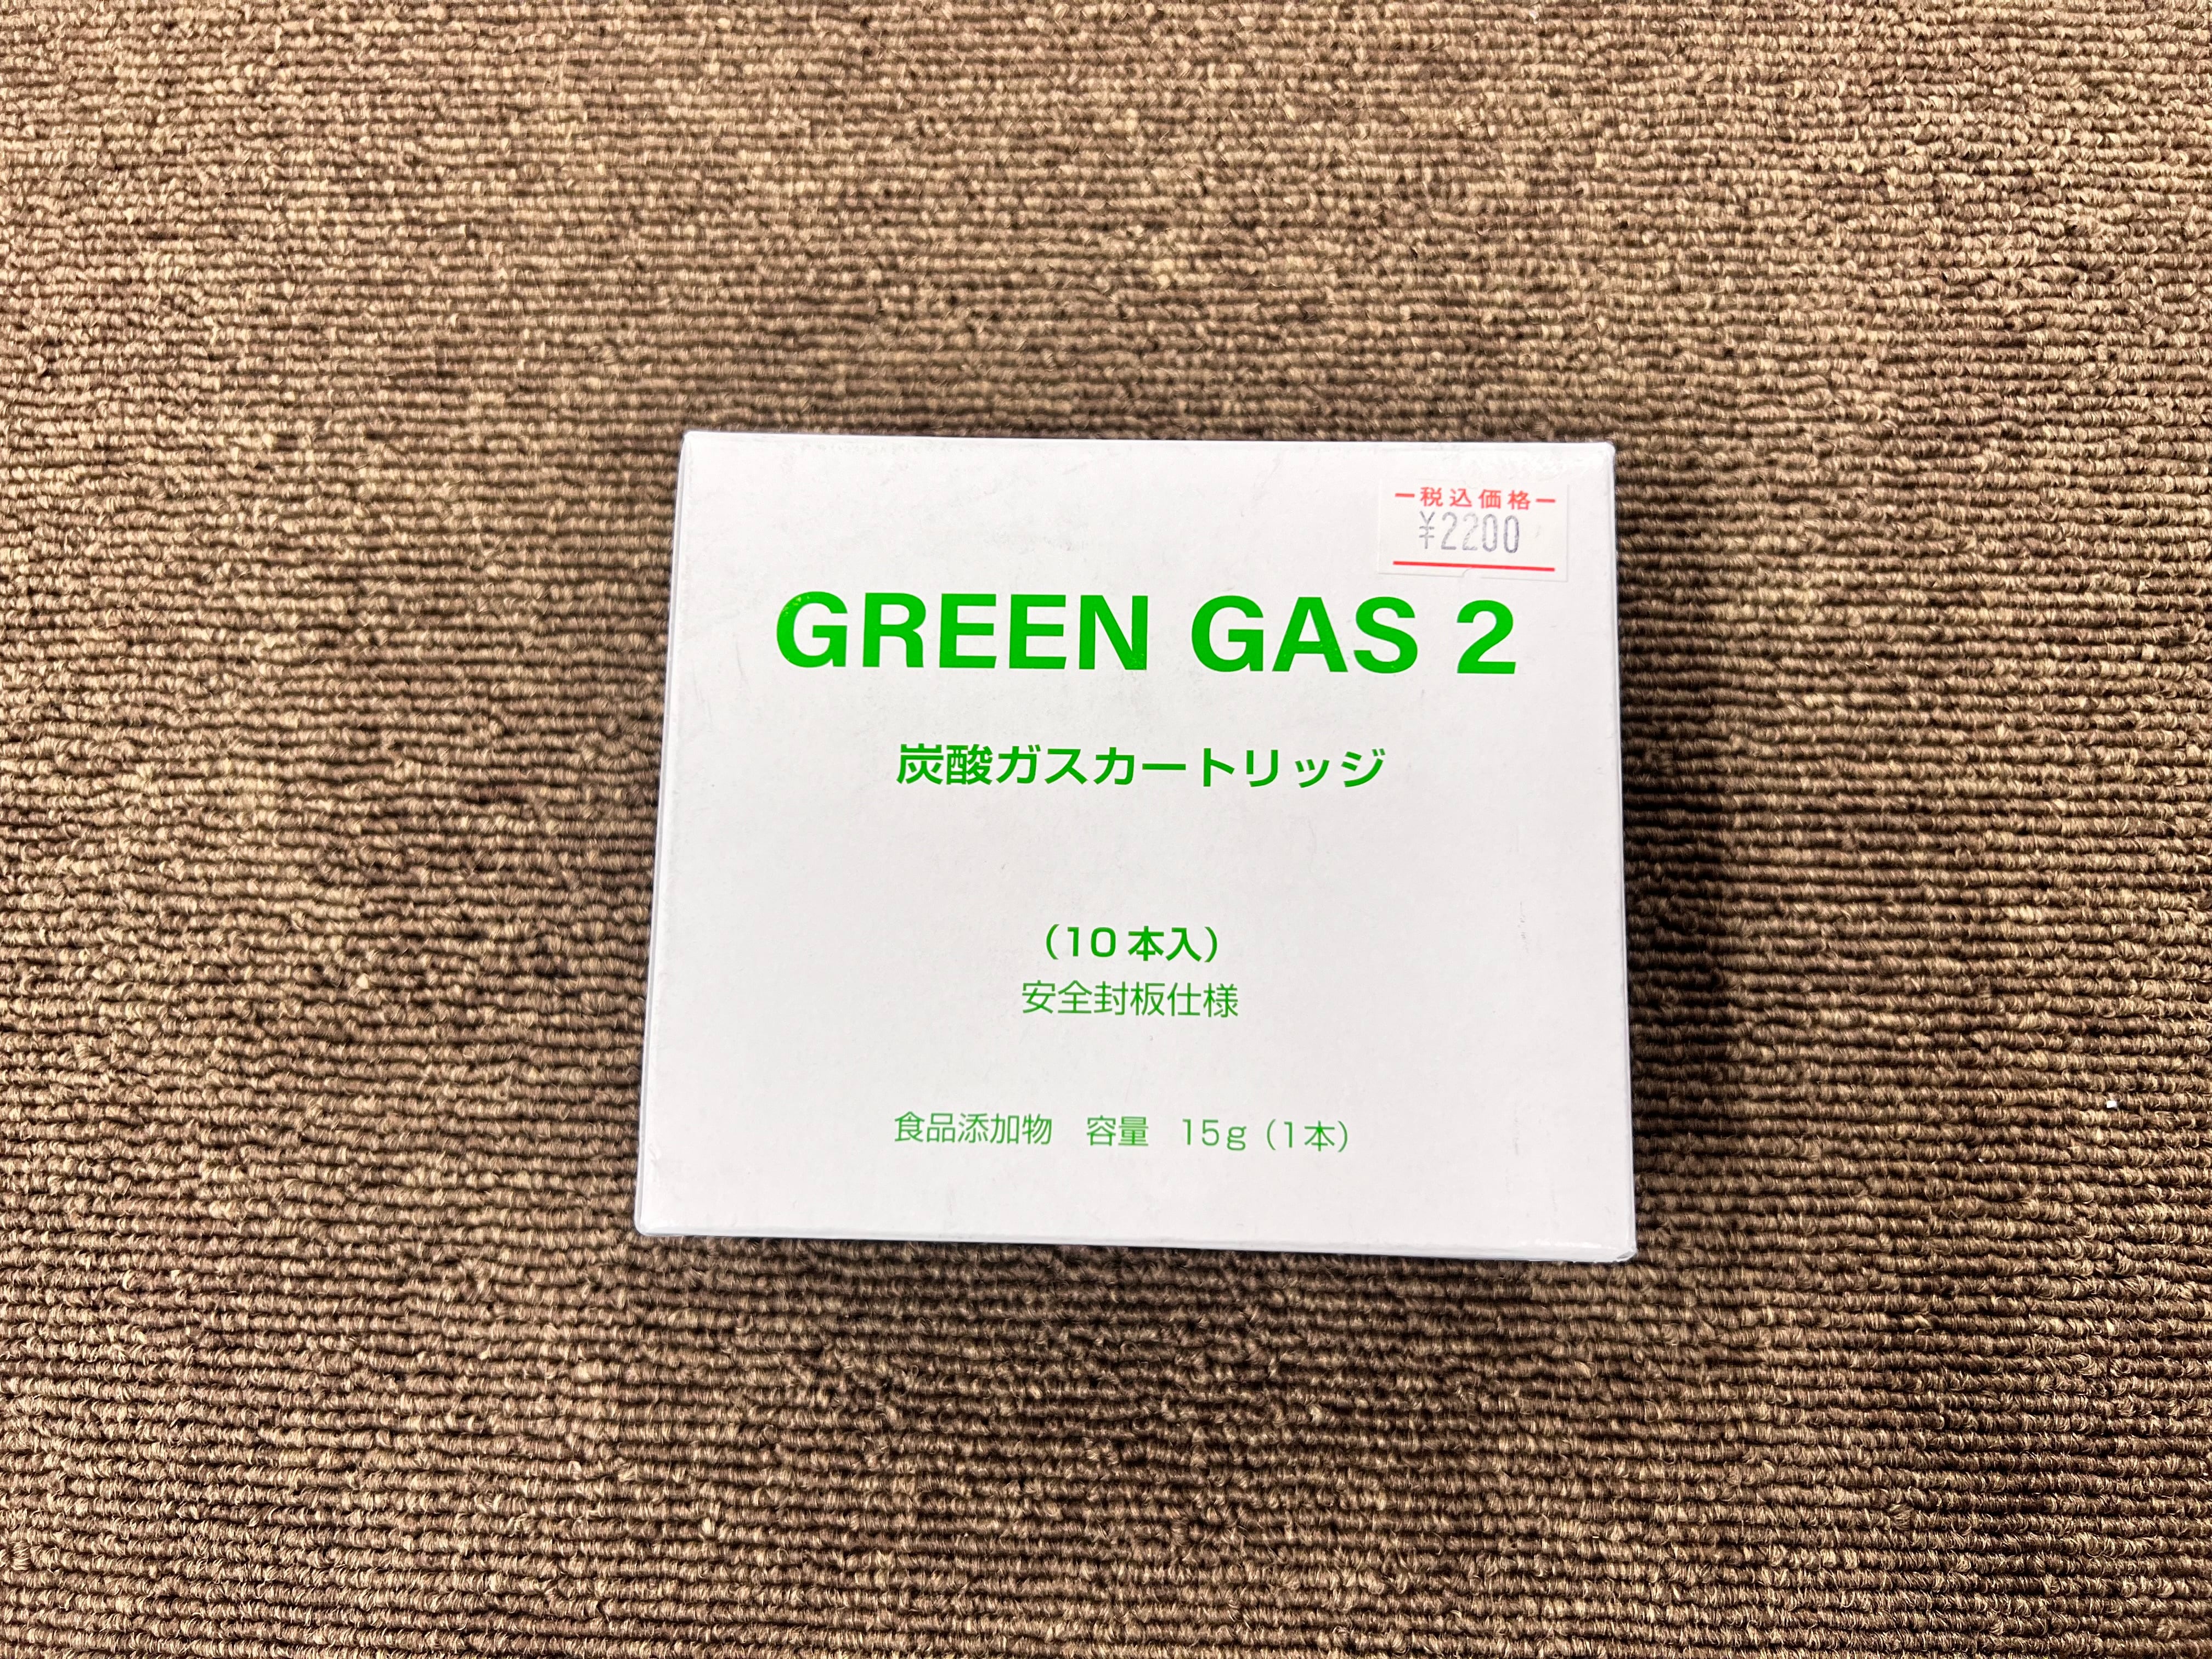 ー税込価格ー
¥2200
GREEN GAS 2
炭酸ガスカートリッジ
（10本入）
安全封板仕様
食品添加物　容量　15g（1本）